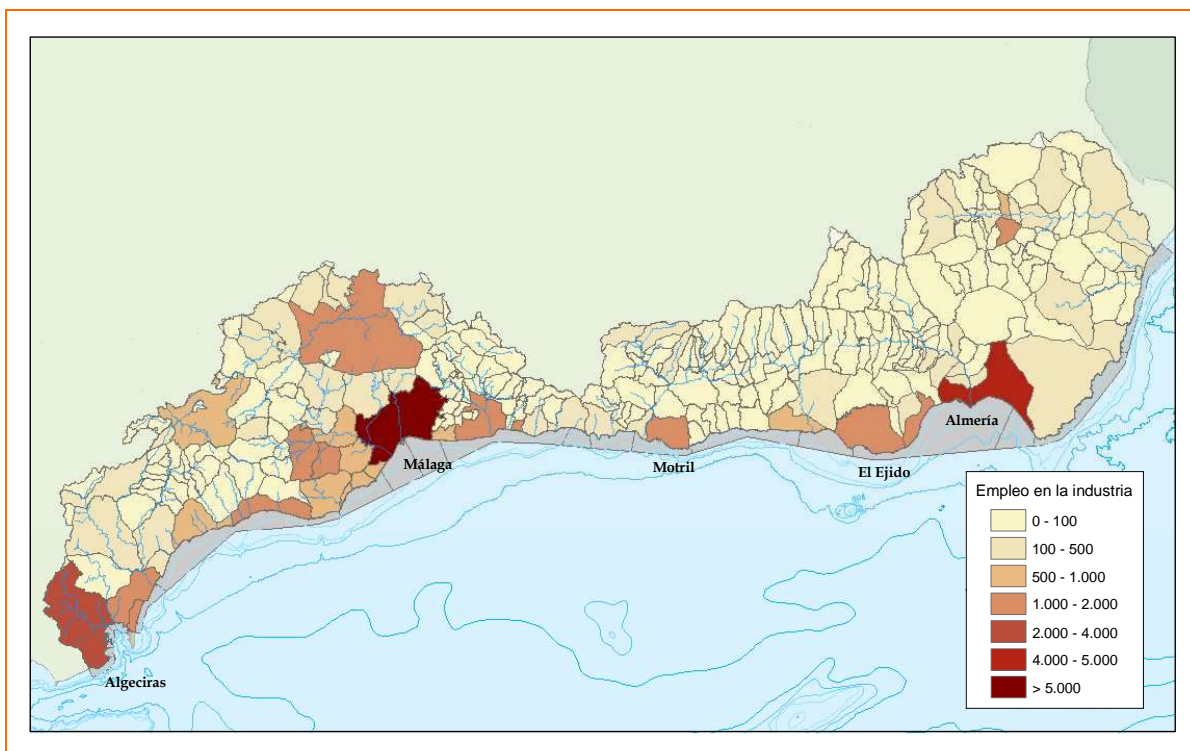 Almería
Málaga
Motril
El Ejido
Algeciras
Empleo en la industria
0 - 100
100 - 500
500 - 1.000
1.000 - 2.000
2.000 - 4.000
4.000 - 5.000
> 5.000